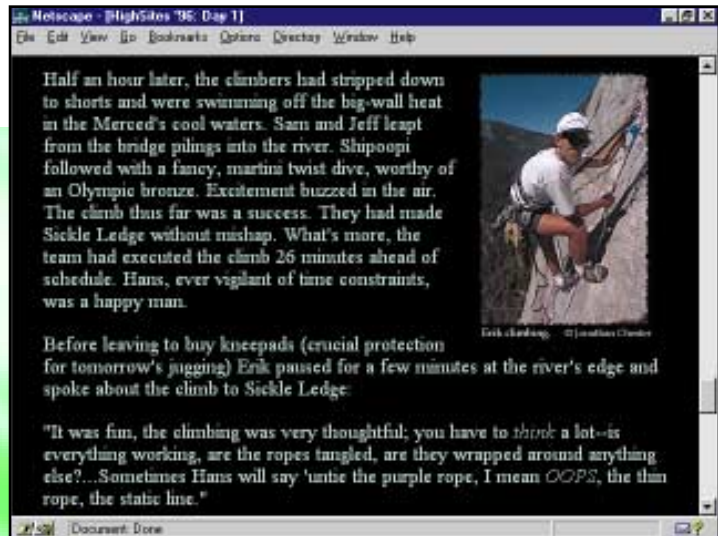 Netscape - [HighSites '96: Day 1]
File Edit View Go Bookmarks Options Directory Window Help
Half an hour later, the climbers had stripped down
to shorts and were swimming off the big-wall heat
in the Merced's cool waters. Sam and Jeff leapt
from the bridge pilings into the river. Shipoopi
followed with a fancy, martini twist dive, worthy of
an Olympic bronze. Excitement buzzed in the air.
The climb thus far was a success. They had made
Sickle Ledge without mishap. What's more, the
team had executed the climb 26 minutes ahead of
schedule. Hans, ever vigilant of time constraints,
was a happy man.
Erik climbing. © Jonathan Chester
Before leaving to buy kneepads (crucial protection
for tomorrow's jugging) Erik paused for a few minutes at the river's edge and
spoke about the climb to Sickle Ledge:
"It was fun, the climbing was very thoughtful; you have to think a lot--is
everything working, are the ropes tangled, are they wrapped around anything
else?...Sometimes Hans will say 'untie the purple rope, I mean OOPS, the thin
rope, the static line."
Document: Done